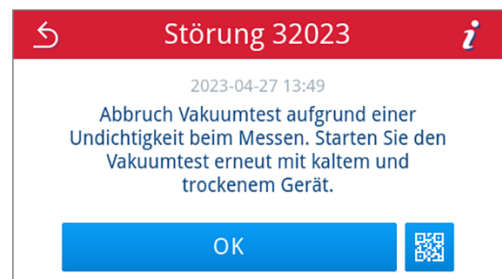 Störung 32023
i
2023-04-27 13:49
Abbruch Vakuumtest aufgrund einer
Undichtigkeit beim Messen. Starten Sie den
Vakuumtest erneut mit kaltem und
trockenem Gerät.
OK